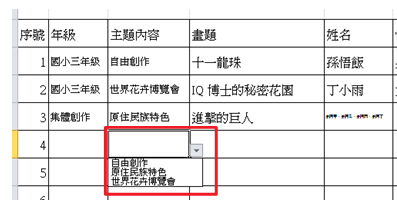 序號 年級 主題內容 畫題 姓名
1 國小三年級 自由創作 十一龍珠 孫悟飯
2 國小三年級 世界花卉博覽會 IQ 博士的秘密花園 丁小雨
3 集體創作 原住民族特色 進擊的巨人
4
自由創作
原住民族特色
世界花卉博覽會
5